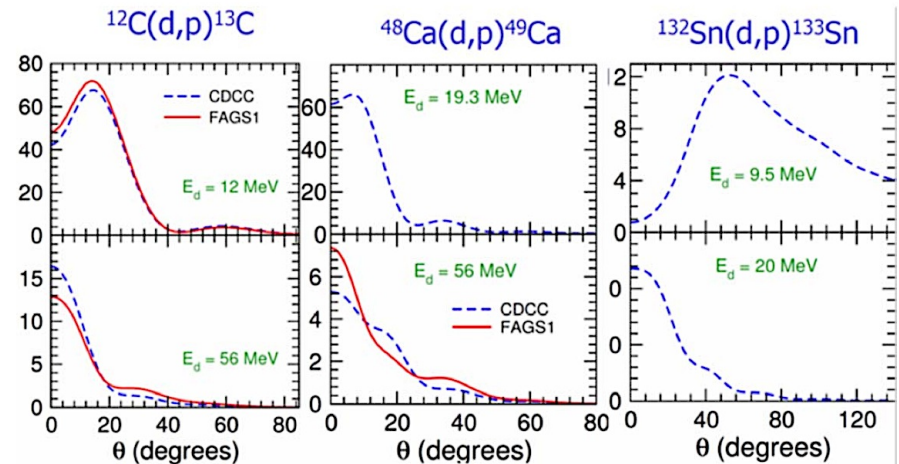 ¹²C(d,p)¹³C
⁴⁸Ca(d,p)⁴⁹Ca
¹³²Sn(d,p)¹³³Sn
80
60
40
20
0
CDCC
FAGS1
E_d = 12 MeV
60
40
20
0
E_d = 19.3 MeV
2
8
4
0
E_d = 9.5 MeV
15
10
5
0
E_d = 56 MeV
0 20 40 60 80
θ (degrees)
6
4
2
0
E_d = 56 MeV
CDCC
FAGS1
0 20 40 60 80
θ (degrees)
0
0
0
E_d = 20 MeV
0 40 80 120
θ (degrees)